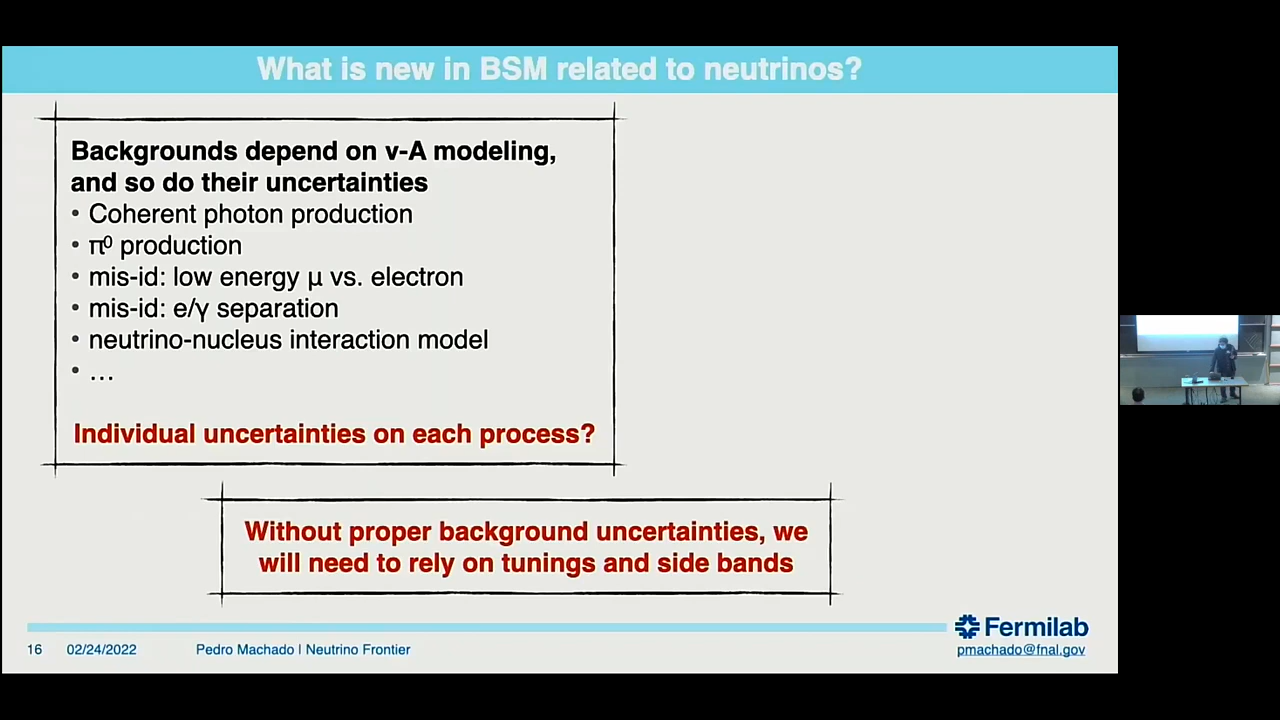 What is new in BSM related to neutrinos?
Backgrounds depend on ν-A modeling,
and so do their uncertainties
• Coherent photon production
• π⁰ production
• mis-id: low energy μ vs. electron
• mis-id: e/γ separation
• neutrino-nucleus interaction model
• …
Individual uncertainties on each process?
Without proper background uncertainties, we
will need to rely on tunings and side bands
16 02/24/2022 Pedro Machado | Neutrino Frontier
Fermilab
pmachado@fnal.gov